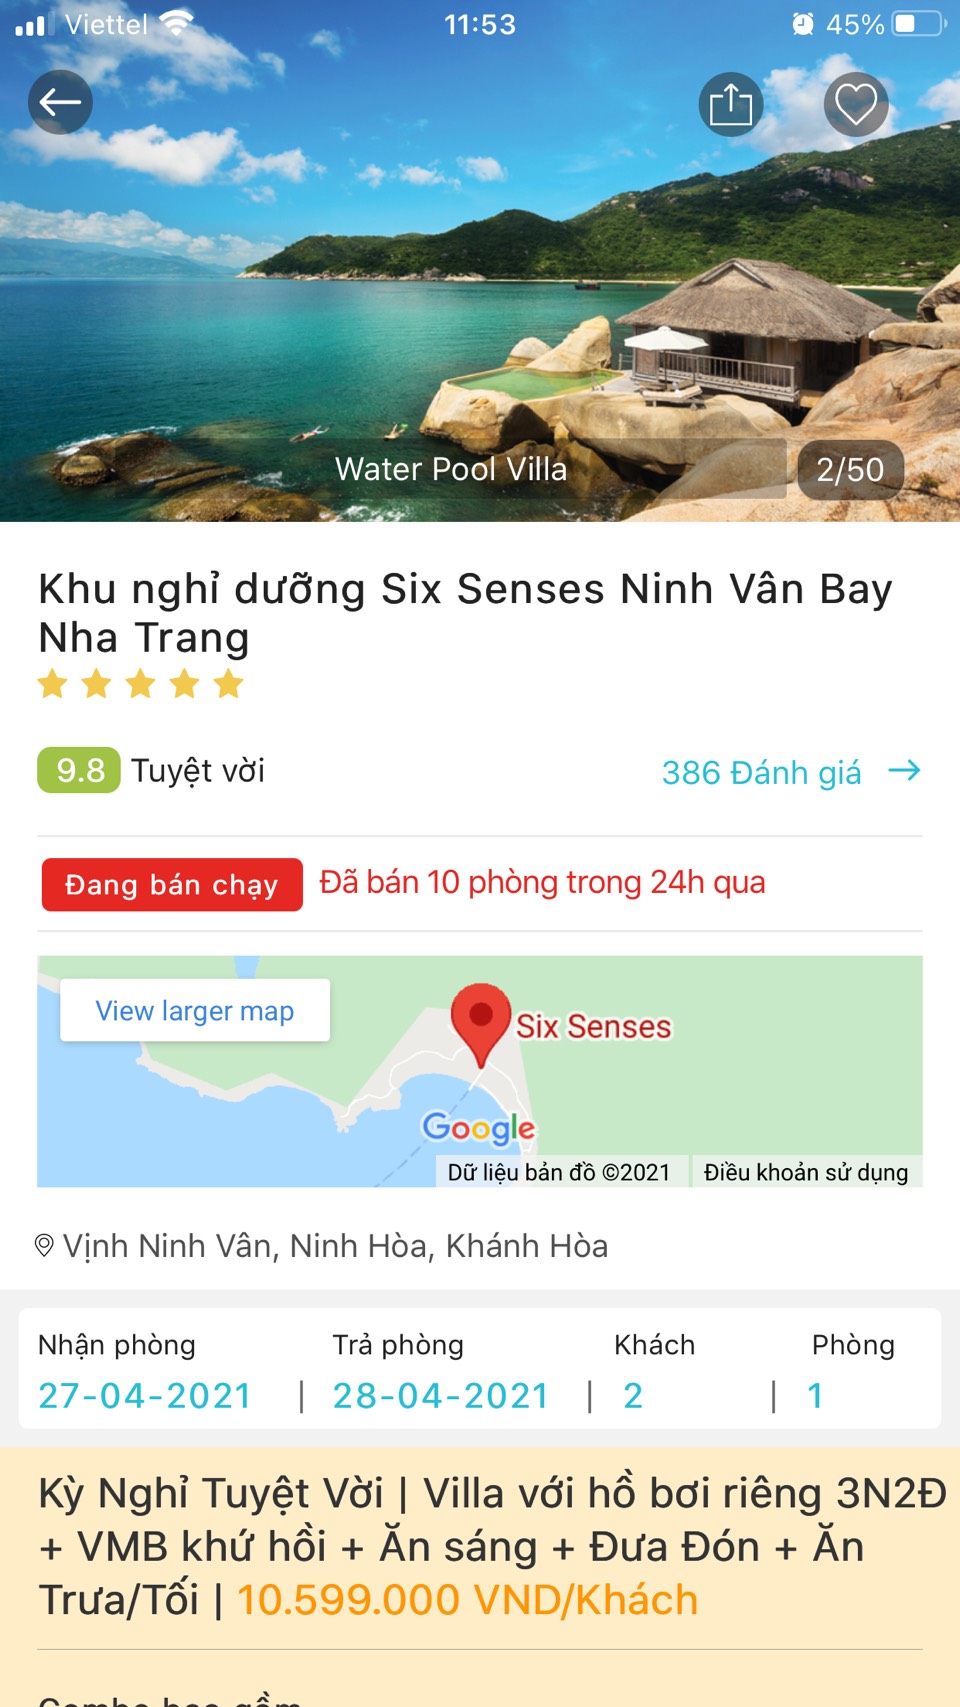 Viettel 11:53 45%
Water Pool Villa 2/50
Khu nghỉ dưỡng Six Senses Ninh Vân Bay
Nha Trang
9.8 Tuyệt vời 386 Đánh giá →
Đang bán chạy Đã bán 10 phòng trong 24h qua
View larger map
Six Senses
Google
Dữ liệu bản đồ ©2021 Điều khoản sử dụng
Vịnh Ninh Vân, Ninh Hòa, Khánh Hòa
Nhận phòng Trả phòng Khách Phòng
27-04-2021 | 28-04-2021 | 2 | 1
Kỳ Nghỉ Tuyệt Vời | Villa với hồ bơi riêng 3N2Đ
+ VMB khứ hồi + Ăn sáng + Đưa Đón + Ăn
Trưa/Tối | 10.599.000 VND/Khách
Combo bao gồm